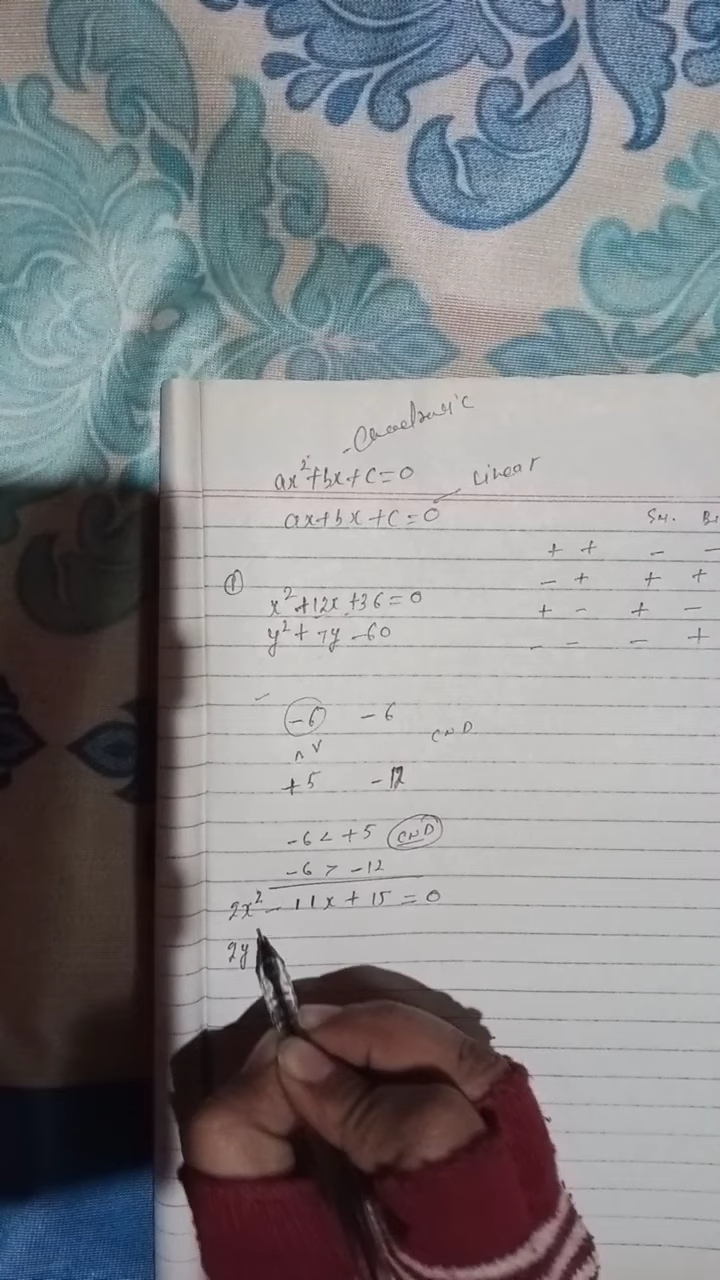 Quadratic
ax²+bx+c=0
Linear
ax+bx+c=0
Sm. B
+ + - -
- + + +
① x²+12x+36=0
+ - + -
y²+7y-60
- - - +
-6 -6
CND
∧ ∨
+5 -12
-6 < +5 CND
-6 > -12
2x²-11x+15=0
2y